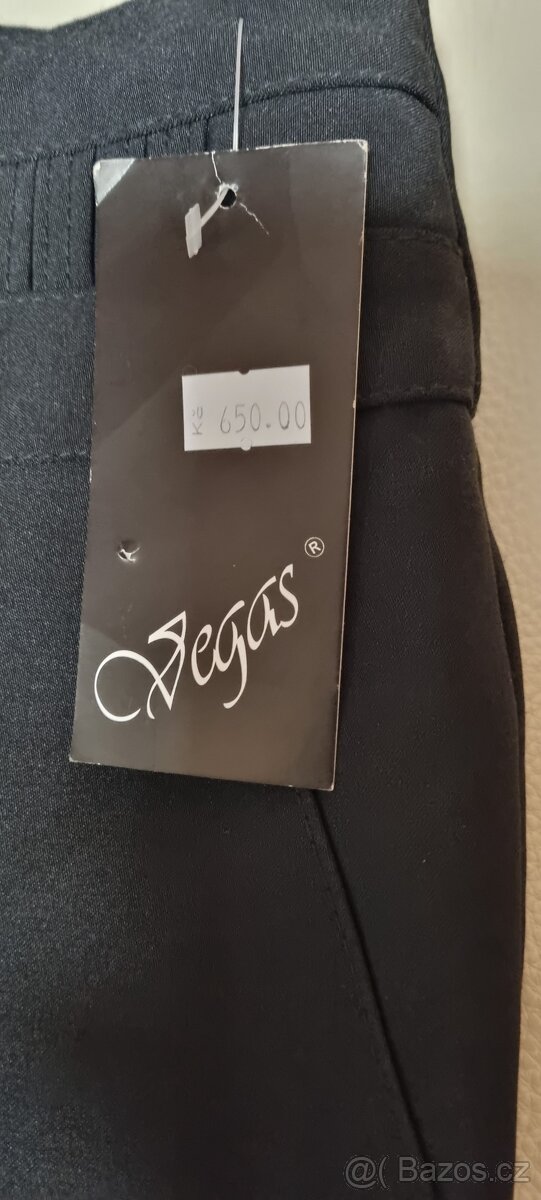 Kč 650.00
Vegas ®
@( Bazos.cz